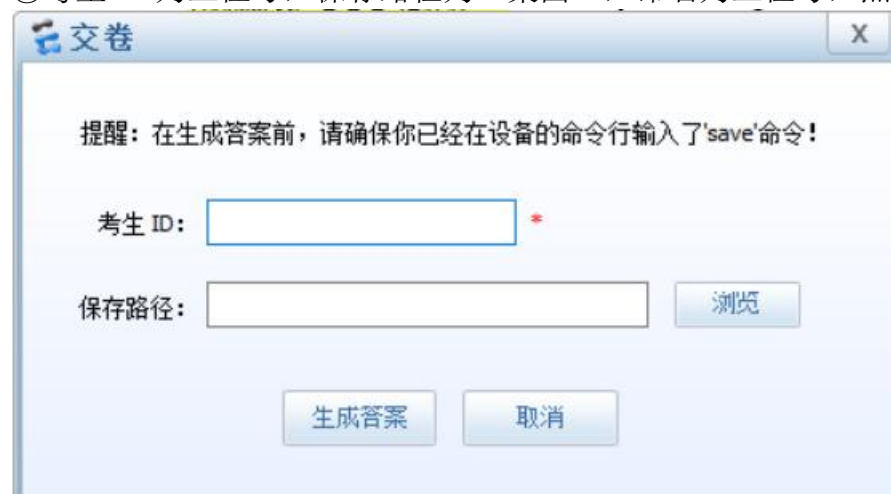 交卷
X
提醒：在生成答案前，请确保你已经在设备的命令行输入了'save'命令！
考生 ID： *
保存路径： 浏览
生成答案 取消